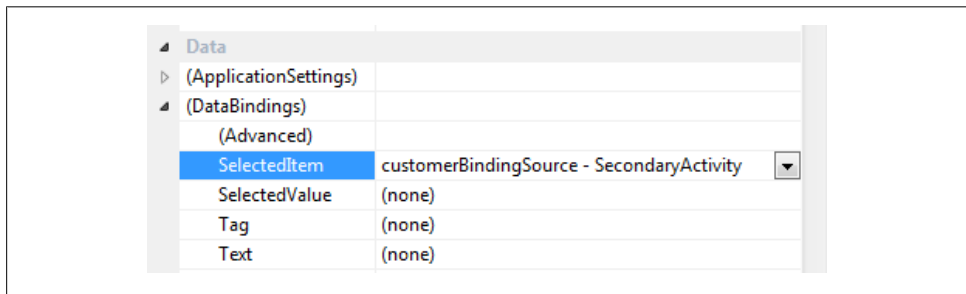 Data
(ApplicationSettings)
(DataBindings)
(Advanced)
SelectedItem customerBindingSource - SecondaryActivity
SelectedValue (none)
Tag (none)
Text (none)